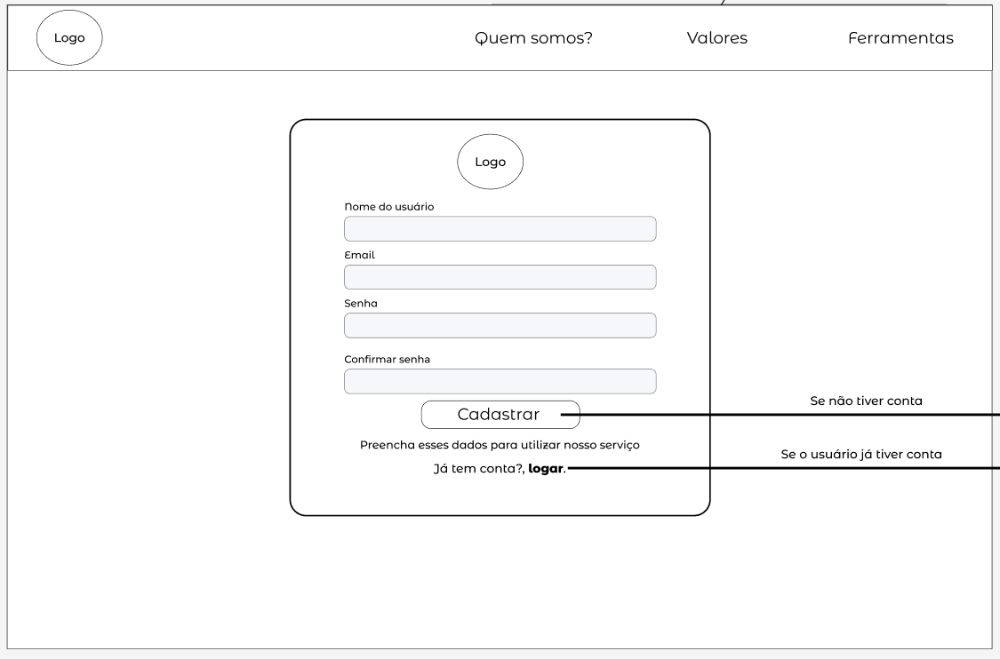 Logo
Quem somos?
Valores
Ferramentas
Logo
Nome do usuário
Email
Senha
Confirmar senha
Cadastrar
Se não tiver conta
Preencha esses dados para utilizar nosso serviço
Se o usuário já tiver conta
Já tem conta?, logar.